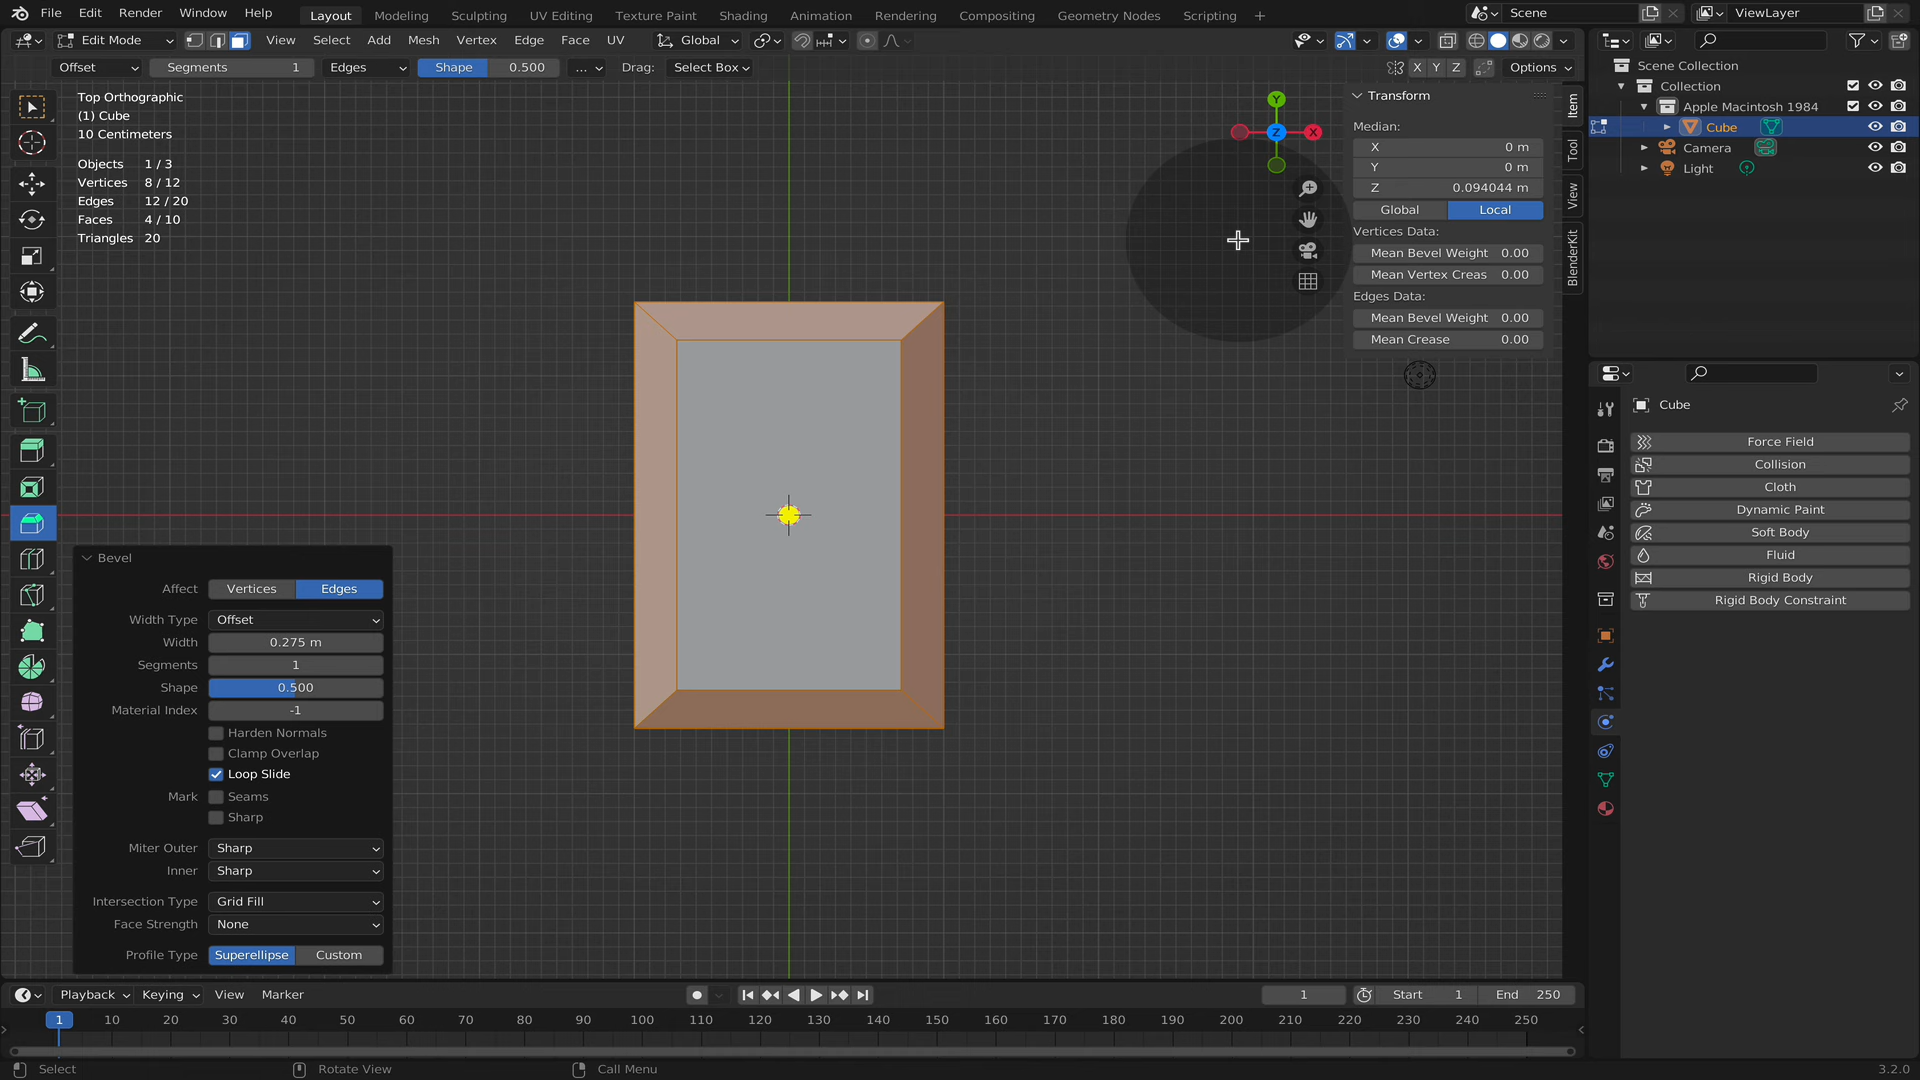 File Edit Render Window Help Layout Modeling Sculpting UV Editing Texture Paint Shading Animation Rendering Compositing Geometry Nodes Scripting + Scene ViewLayer
Edit Mode View Select Add Mesh Vertex Edge Face UV Global
Offset Segments 1 Edges Shape 0.500 ... Drag: Select Box X Y Z Options
Top Orthographic
(1) Cube
10 Centimeters
Objects 1 / 3
Vertices 8 / 12
Edges 12 / 20
Faces 4 / 10
Triangles 20
Y
Z
X
Transform
Median:
X 0 m
Y 0 m
Z 0.094044 m
Global Local
Vertices Data:
Mean Bevel Weight 0.00
Mean Vertex Creas 0.00
Edges Data:
Mean Bevel Weight 0.00
Mean Crease 0.00
Item
Tool
View
BlenderKit
Scene Collection
Collection
Apple Macintosh 1984
Cube
Camera
Light
Cube
Force Field
Collision
Cloth
Dynamic Paint
Soft Body
Fluid
Rigid Body
Rigid Body Constraint
Bevel
Affect Vertices Edges
Width Type Offset
Width 0.275 m
Segments 1
Shape 0.500
Material Index -1
Harden Normals
Clamp Overlap
Loop Slide
Mark Seams
Sharp
Miter Outer Sharp
Inner Sharp
Intersection Type Grid Fill
Face Strength None
Profile Type Superellipse Custom
Playback Keying View Marker 1 Start 1 End 250
1 10 20 30 40 50 60 70 80 90 100 110 120 130 140 150 160 170 180 190 200 210 220 230 240 250
Select Rotate View Call Menu 3.2.0